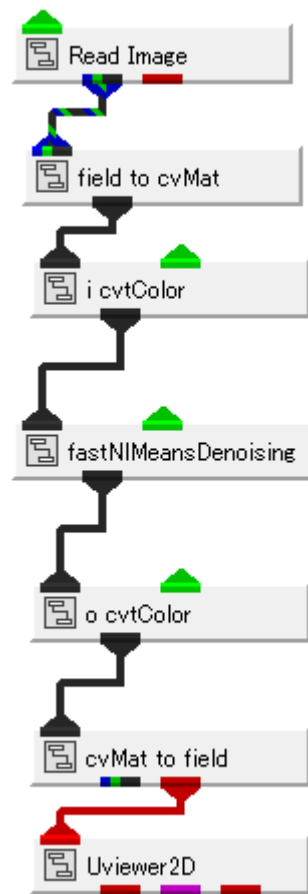 Read Image
field to cvMat
i cvtColor
fastNlMeansDenoising
o cvtColor
cvMat to field
Uviewer2D